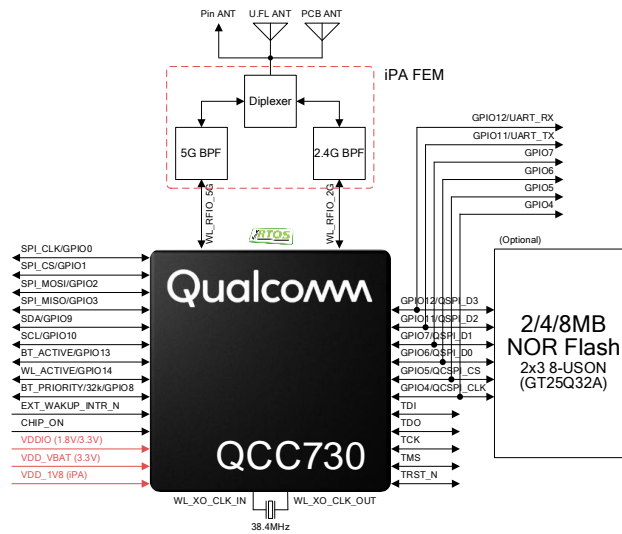 Pin ANT
U.FL ANT
PCB ANT
iPA FEM
Diplexer
5G BPF
2.4G BPF
WL_RFIO_5G
WL_RFIO_2G
RTOS
GPIO12/UART_RX
GPIO11/UART_TX
GPIO7
GPIO6
GPIO5
GPIO4
SPI_CLK/GPIO0
SPI_CS/GPIO1
SPI_MOSI/GPIO2
SPI_MISO/GPIO3
SDA/GPIO9
SCL/GPIO10
BT_ACTIVE/GPIO13
WL_ACTIVE/GPIO14
BT_PRIORITY/32k/GPIO8
EXT_WAKUP_INTR_N
CHIP_ON
VDDIO (1.8V/3.3V)
VDD_VBAT (3.3V)
VDD_1V8 (iPA)
Qualcomm
QCC730
GPIO12/QSPI_D3
GPIO11/QSPI_D2
GPIO7/QSPI_D1
GPIO6/QSPI_D0
GPIO5/QCSPI_CS
GPIO4/QCSPI_CLK
TDI
TDO
TCK
TMS
TRST_N
(Optional)
2/4/8MB
NOR Flash
2x3 8-USON
(GT25Q32A)
WL_XO_CLK_IN
WL_XO_CLK_OUT
38.4MHz